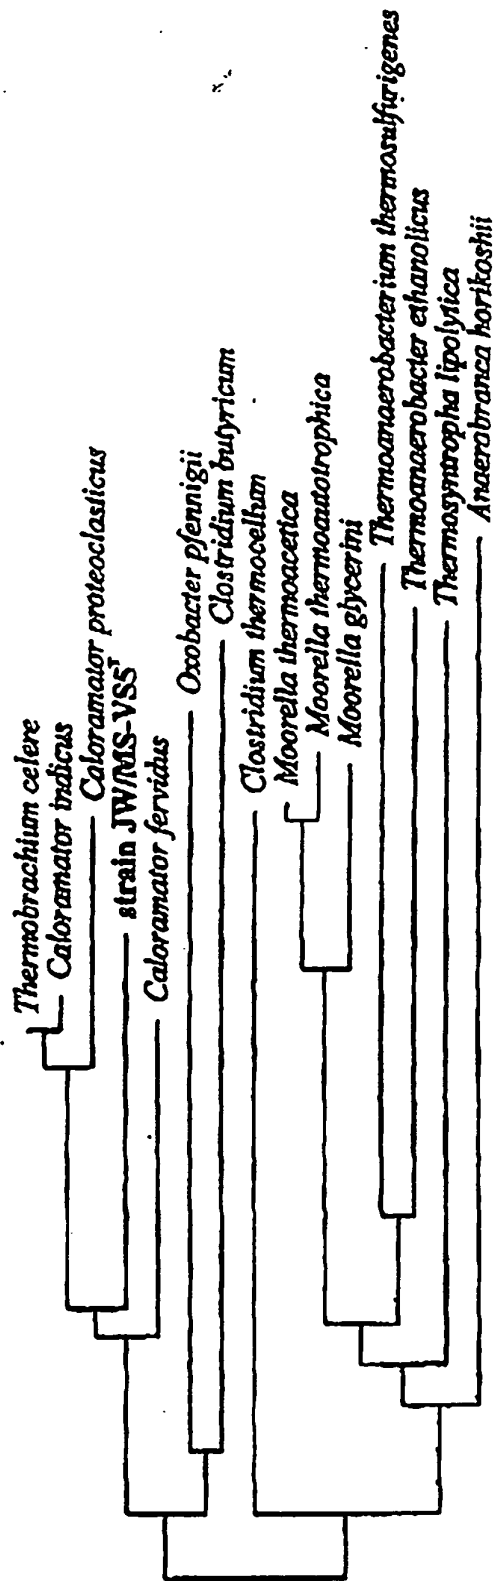 Thermobrachium celere
Caloramator indicus
Caloramator proteoclasticus
strain JW/MS-VS5ᵀ
Caloramator fervidus
Oxobacter pfennigii
Clostridium butyricum
Clostridium thermocellum
Moorella thermoacetica
Moorella thermoautotrophica
Moorella glycerini
Thermoanaerobacterium thermosulfurigenes
Thermoanaerobacter ethanolicus
Thermosyntropha lipolytica
Anaerobranca horikoshii